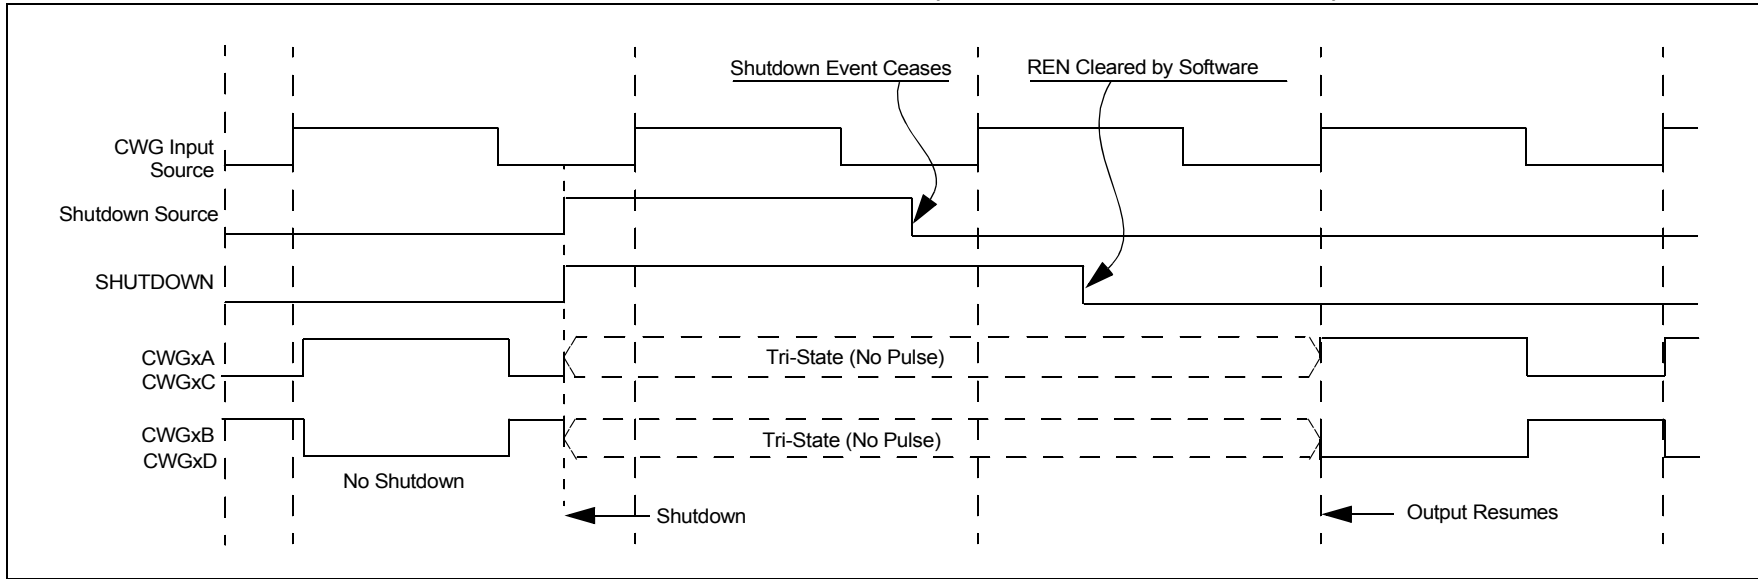 Shutdown Event Ceases
REN Cleared by Software
CWG Input
Source
Shutdown Source
SHUTDOWN
CWGxA
CWGxC
Tri-State (No Pulse)
CWGxB
CWGxD
Tri-State (No Pulse)
No Shutdown
Shutdown
Output Resumes